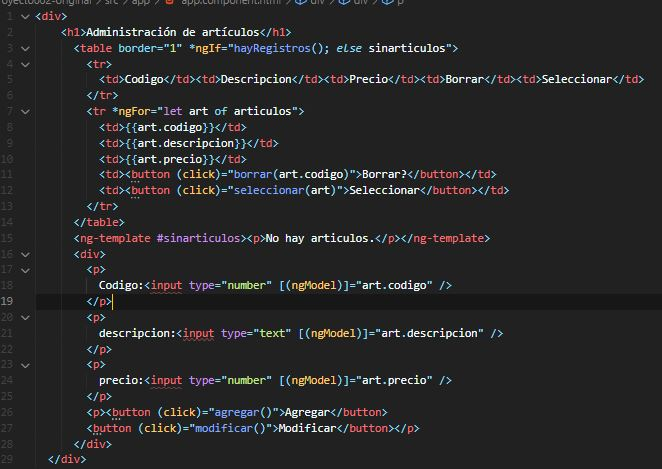 oyecto002-original > src > app > app.component.html > div > div > p
1 <div>
2 <h1>Administración de artículos</h1>
3 <table border="1" *ngIf="hayRegistros(); else sinarticulos">
4 <tr>
5 <td>Codigo</td><td>Descripcion</td><td>Precio</td><td>Borrar</td><td>Seleccionar</td>
6 </tr>
7 <tr *ngFor="let art of articulos">
8 <td>{{art.codigo}}</td>
9 <td>{{art.descripcion}}</td>
10 <td>{{art.precio}}</td>
11 <td><button (click)="borrar(art.codigo)">Borrar?</button></td>
12 <td><button (click)="seleccionar(art)">Seleccionar</button></td>
13 </tr>
14 </table>
15 <ng-template #sinarticulos><p>No hay articulos.</p></ng-template>
16 <div>
17 <p>
18 Codigo:<input type="number" [(ngModel)]="art.codigo" />
19 </p>
20 <p>
21 descripcion:<input type="text" [(ngModel)]="art.descripcion" />
22 </p>
23 <p>
24 precio:<input type="number" [(ngModel)]="art.precio" />
25 </p>
26 <p><button (click)="agregar()">Agregar</button>
27 <button (click)="modificar()">Modificar</button></p>
28 </div>
29 </div>